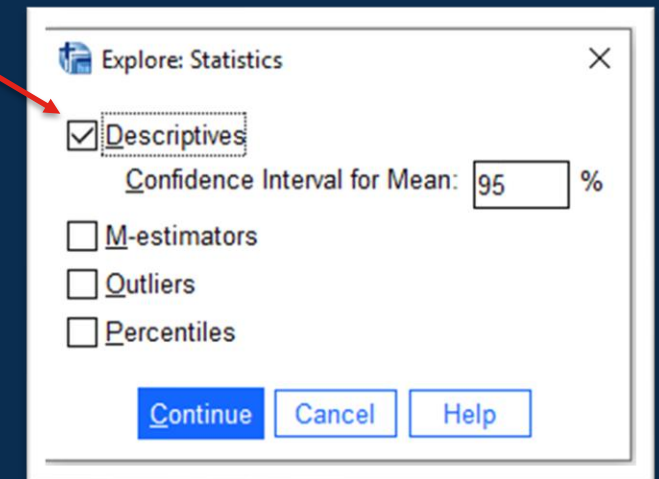 Explore: Statistics
Descriptives
Confidence Interval for Mean: 95 %
M-estimators
Outliers
Percentiles
Continue Cancel Help